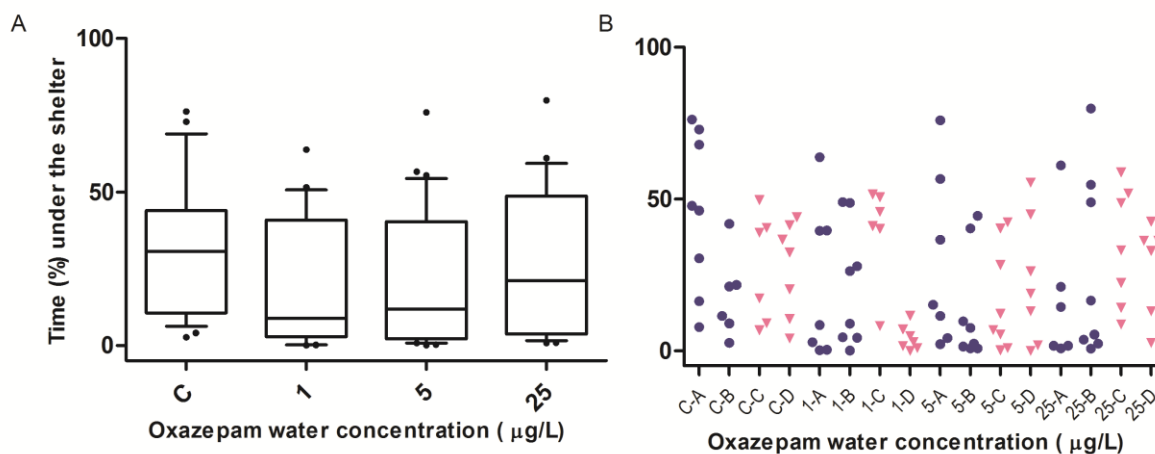 A
100
50
0
Time (%) under the shelter
C
1
5
25
Oxazepam water concentration ( μg/L)
B
100
50
0
C-A
C-B
C-C
C-D
1-A
1-B
1-C
1-D
5-A
5-B
5-C
5-D
25-A
25-B
25-C
25-D
Oxazepam water concentration ( μg/L)